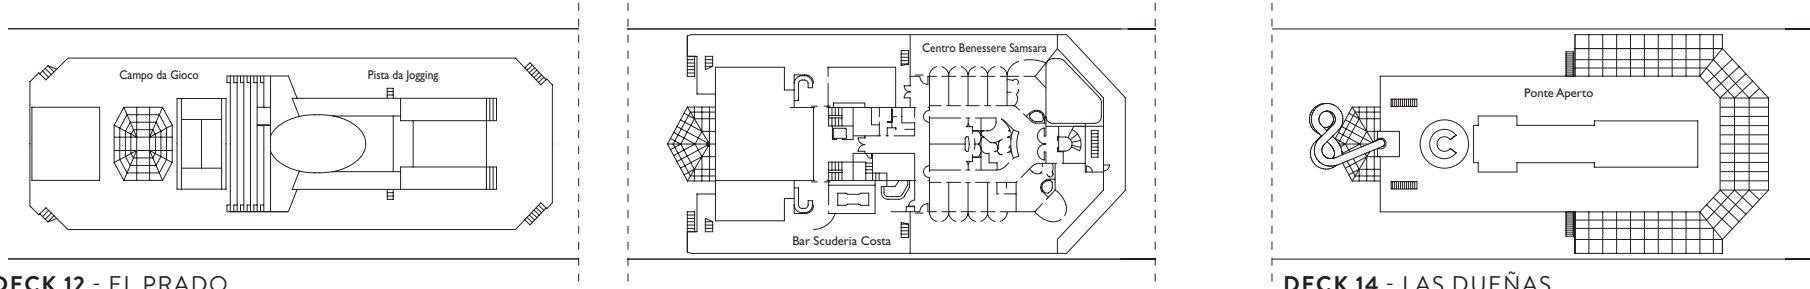 Campo da Gioco
Pista da Jogging
Centro Benessere Samsara
Bar Scuderia Costa
Ponte Aperto
C
DECK 12 - EL PRADO
DECK 14 - LAS DUEÑAS